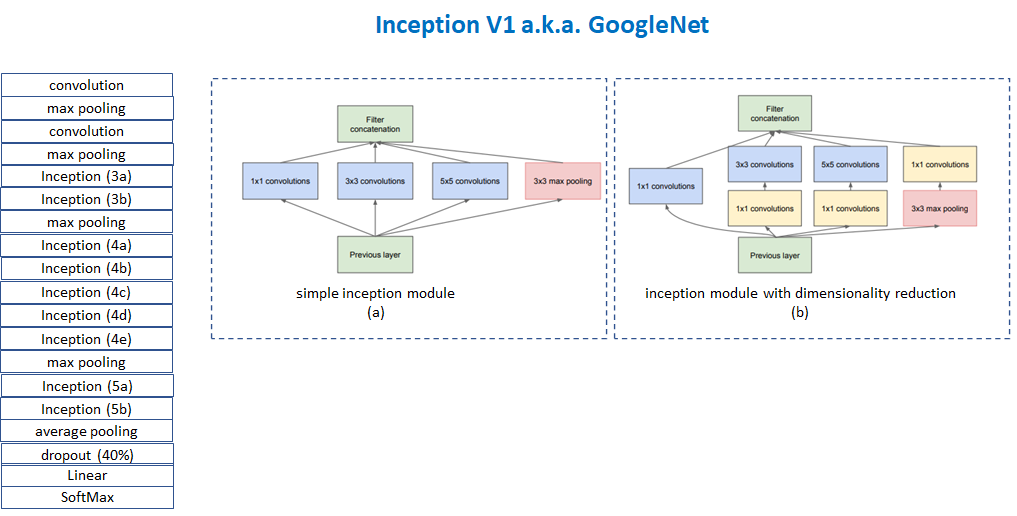 Inception V1 a.k.a. GoogleNet
convolution
max pooling
convolution
max pooling
Inception (3a)
Inception (3b)
max pooling
Inception (4a)
Inception (4b)
Inception (4c)
Inception (4d)
Inception (4e)
max pooling
Inception (5a)
Inception (5b)
average pooling
dropout (40%)
Linear
SoftMax
Filter
concatenation
1x1 convolutions
3x3 convolutions
5x5 convolutions
3x3 max pooling
Previous layer
simple inception module
(a)
Filter
concatenation
3x3 convolutions
5x5 convolutions
1x1 convolutions
1x1 convolutions
1x1 convolutions
1x1 convolutions
3x3 max pooling
Previous layer
inception module with dimensionality reduction
(b)